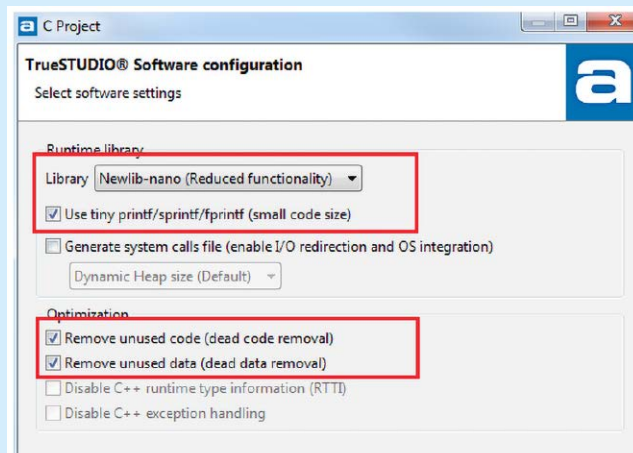 C Project
TrueSTUDIO® Software configuration
Select software settings
Runtime library
Library Newlib-nano (Reduced functionality)
Use tiny printf/sprintf/fprintf (small code size)
Generate system calls file (enable I/O redirection and OS integration)
Dynamic Heap size (Default)
Optimization
Remove unused code (dead code removal)
Remove unused data (dead data removal)
Disable C++ runtime type information (RTTI)
Disable C++ exception handling